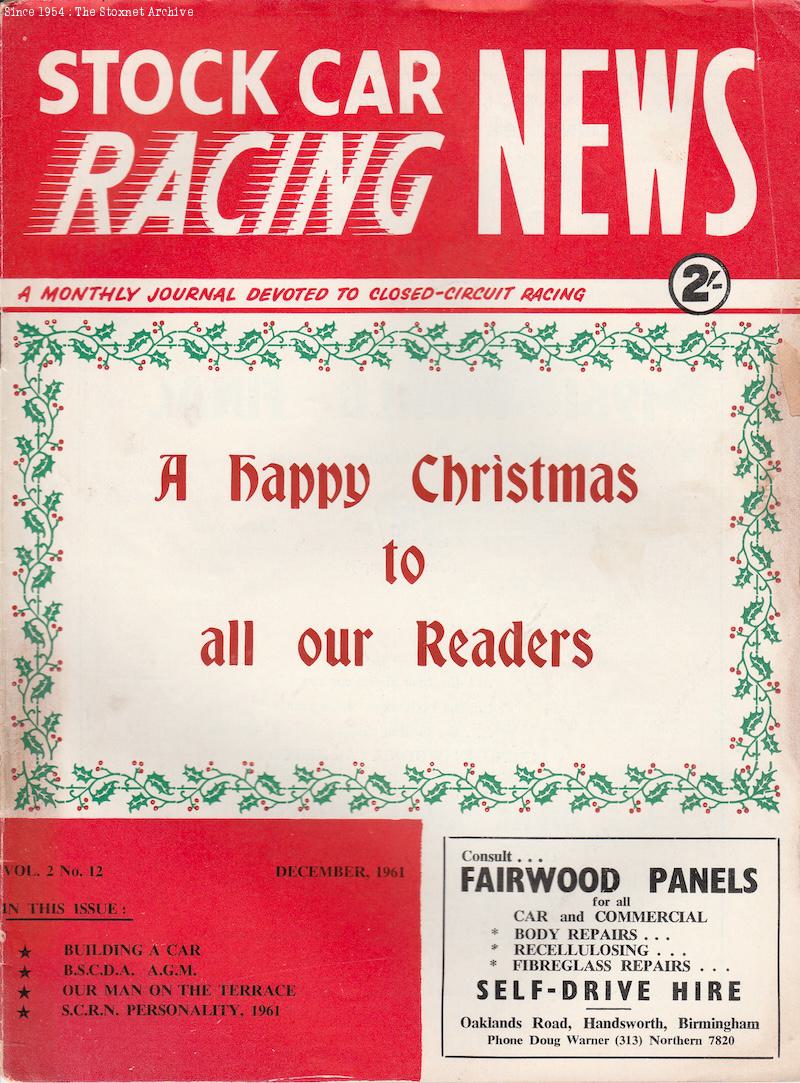 Since 1954 : The Stoxnet Archive
STOCK CAR
RACING
NEWS
A MONTHLY JOURNAL DEVOTED TO CLOSED-CIRCUIT RACING
2/-
A Happy Christmas
to
all our Readers
VOL. 2 No. 12
DECEMBER, 1961
IN THIS ISSUE :
★ BUILDING A CAR
★ B.S.C.D.A. A.G.M.
★ OUR MAN ON THE TERRACE
★ S.C.R.N. PERSONALITY, 1961
Consult . . .
FAIRWOOD PANELS
for all
CAR and COMMERCIAL
* BODY REPAIRS . . .
* RECELLULOSING . . .
* FIBREGLASS REPAIRS . . .
SELF-DRIVE HIRE
Oaklands Road, Handsworth, Birmingham
Phone Doug Warner (313) Northern 7820